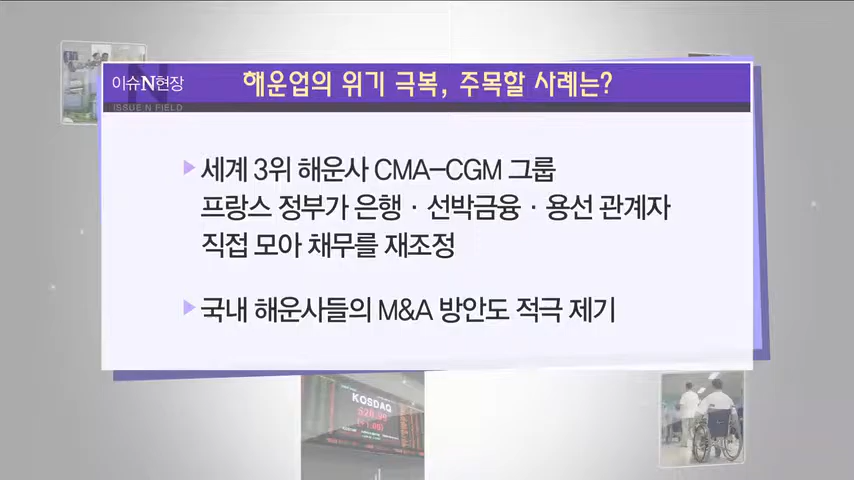 이슈N현장
ISSUE N FIELD
해운업의 위기 극복, 주목할 사례는?
▶세계 3위 해운사 CMA-CGM 그룹
프랑스 정부가 은행·선박금융·용선 관계자
직접 모아 채무를 재조정
▶국내 해운사들의 M&A 방안도 적극 제기
KOSDAQ